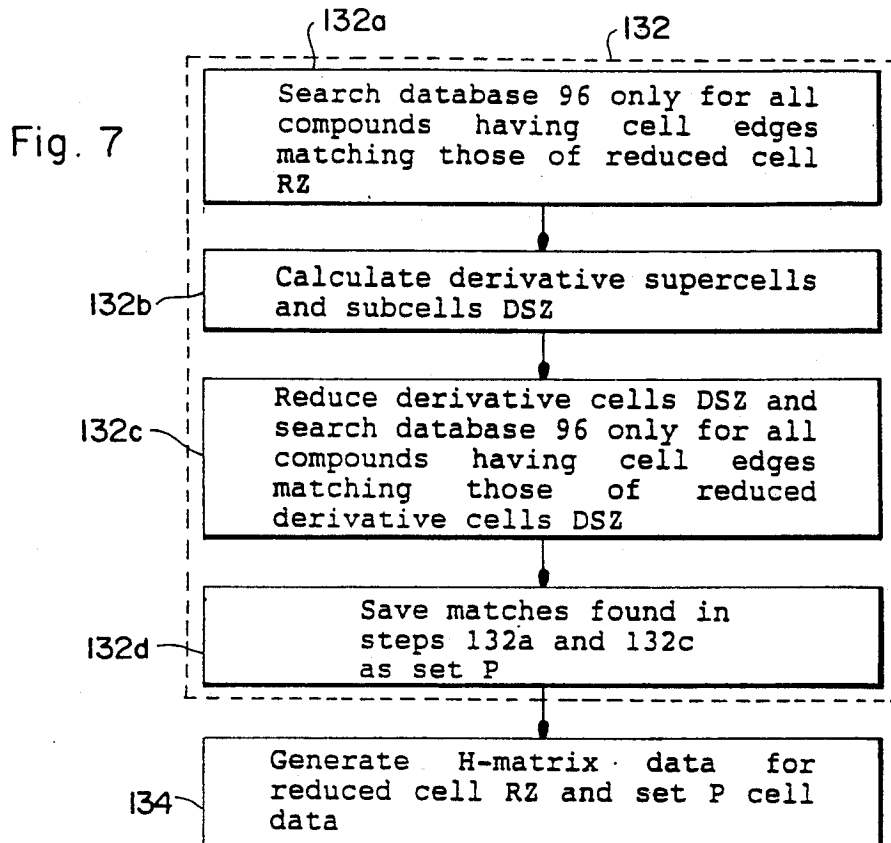 132a
132
Fig. 7
Search database 96 only for all
compounds having cell edges
matching those of reduced cell
RZ
132b
Calculate derivative supercells
and subcells DSZ
132c
Reduce derivative cells DSZ and
search database 96 only for all
compounds having cell edges
matching those of reduced
derivative cells DSZ
132d
Save matches found in
steps 132a and 132c
as set P
134
Generate H-matrix data for
reduced cell RZ and set P cell
data